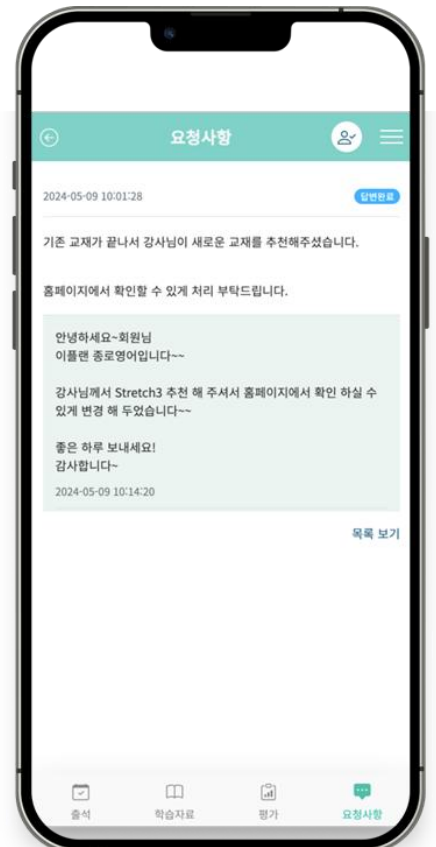 요청사항
2024-05-09 10:01:28
답변완료
기존 교재가 끝나서 강사님이 새로운 교재를 추천해주셨습니다.
홈페이지에서 확인할 수 있게 처리 부탁드립니다.
안녕하세요~회원님
이플랜 종로영어입니다~~
강사님께서 Stretch3 추천 해 주셔서 홈페이지에서 확인 하실 수
있게 변경 해 두었습니다~~
좋은 하루 보내세요!
감사합니다~
2024-05-09 10:14:20
목록 보기
출석
학습자료
평가
요청사항